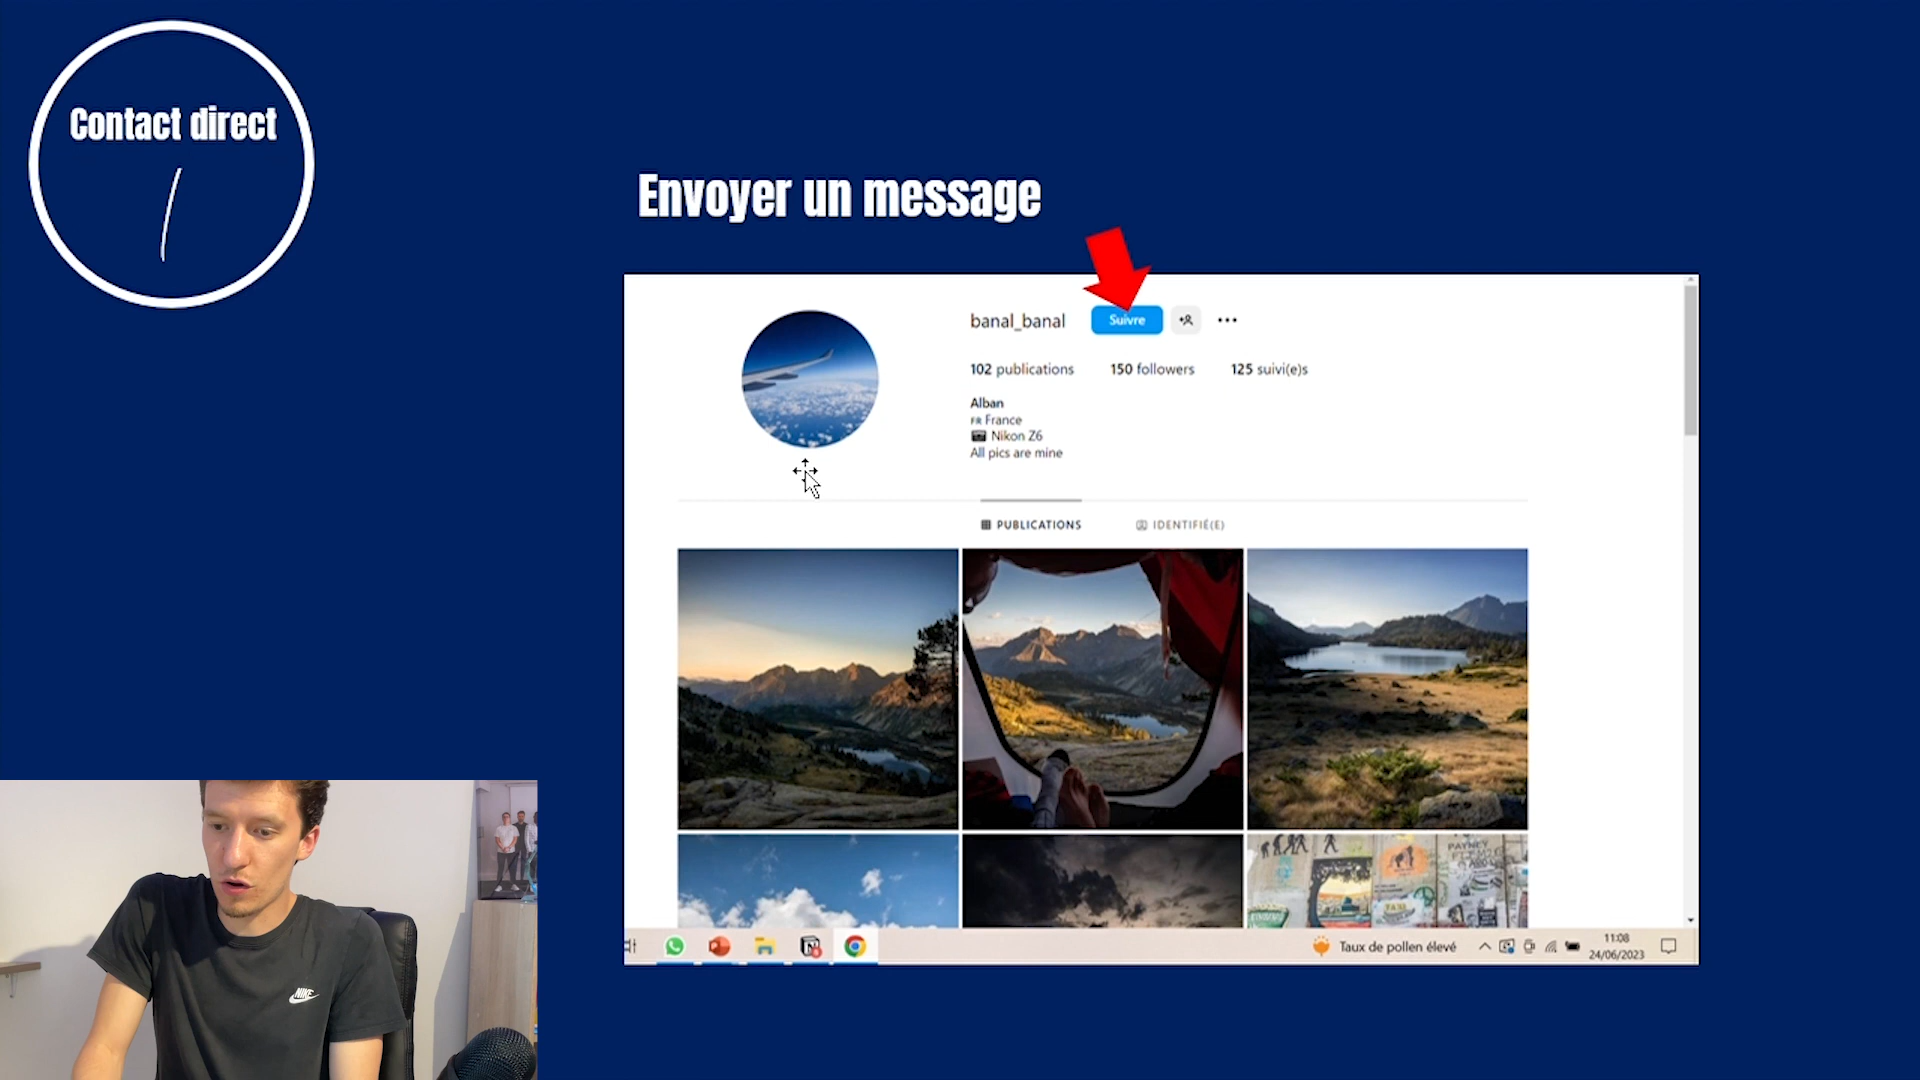 Contact direct
Envoyer un message
banal_banal
Suivre
102 publications 150 followers 125 suivi(e)s
Alban
FR France
Nikon Z6
All pics are mine
PUBLICATIONS IDENTIFIÉ(E)
NIKE
Taux de pollen élevé
11:08
24/06/2023